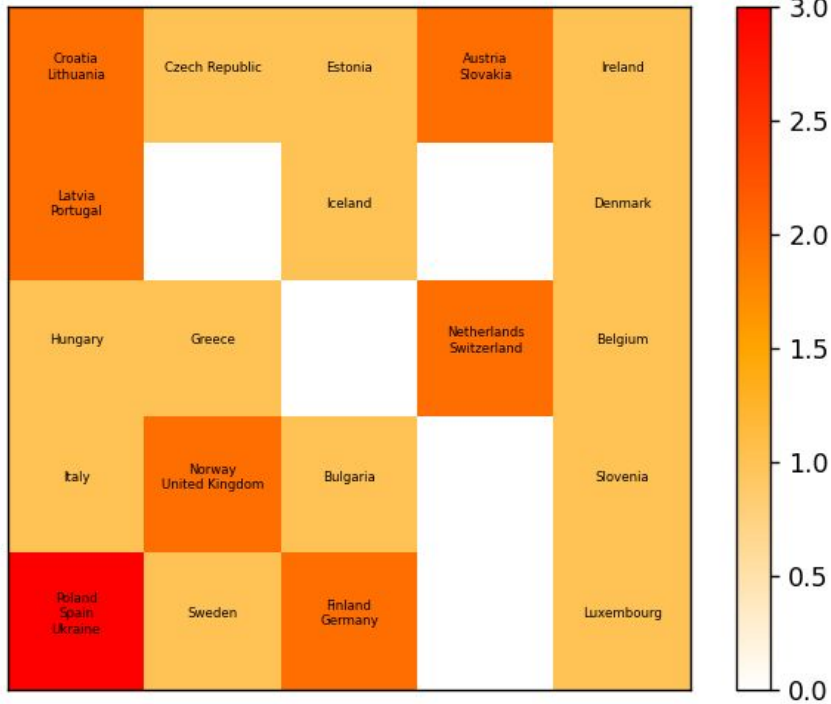 Croatia
Lithuania
Czech Republic
Estonia
Austria
Slovakia
Ireland
Latvia
Portugal
Iceland
Denmark
Hungary
Greece
Netherlands
Switzerland
Belgium
Italy
Norway
United Kingdom
Bulgaria
Slovenia
Poland
Spain
Ukraine
Sweden
Finland
Germany
Luxembourg
3.0
2.5
2.0
1.5
1.0
0.5
0.0